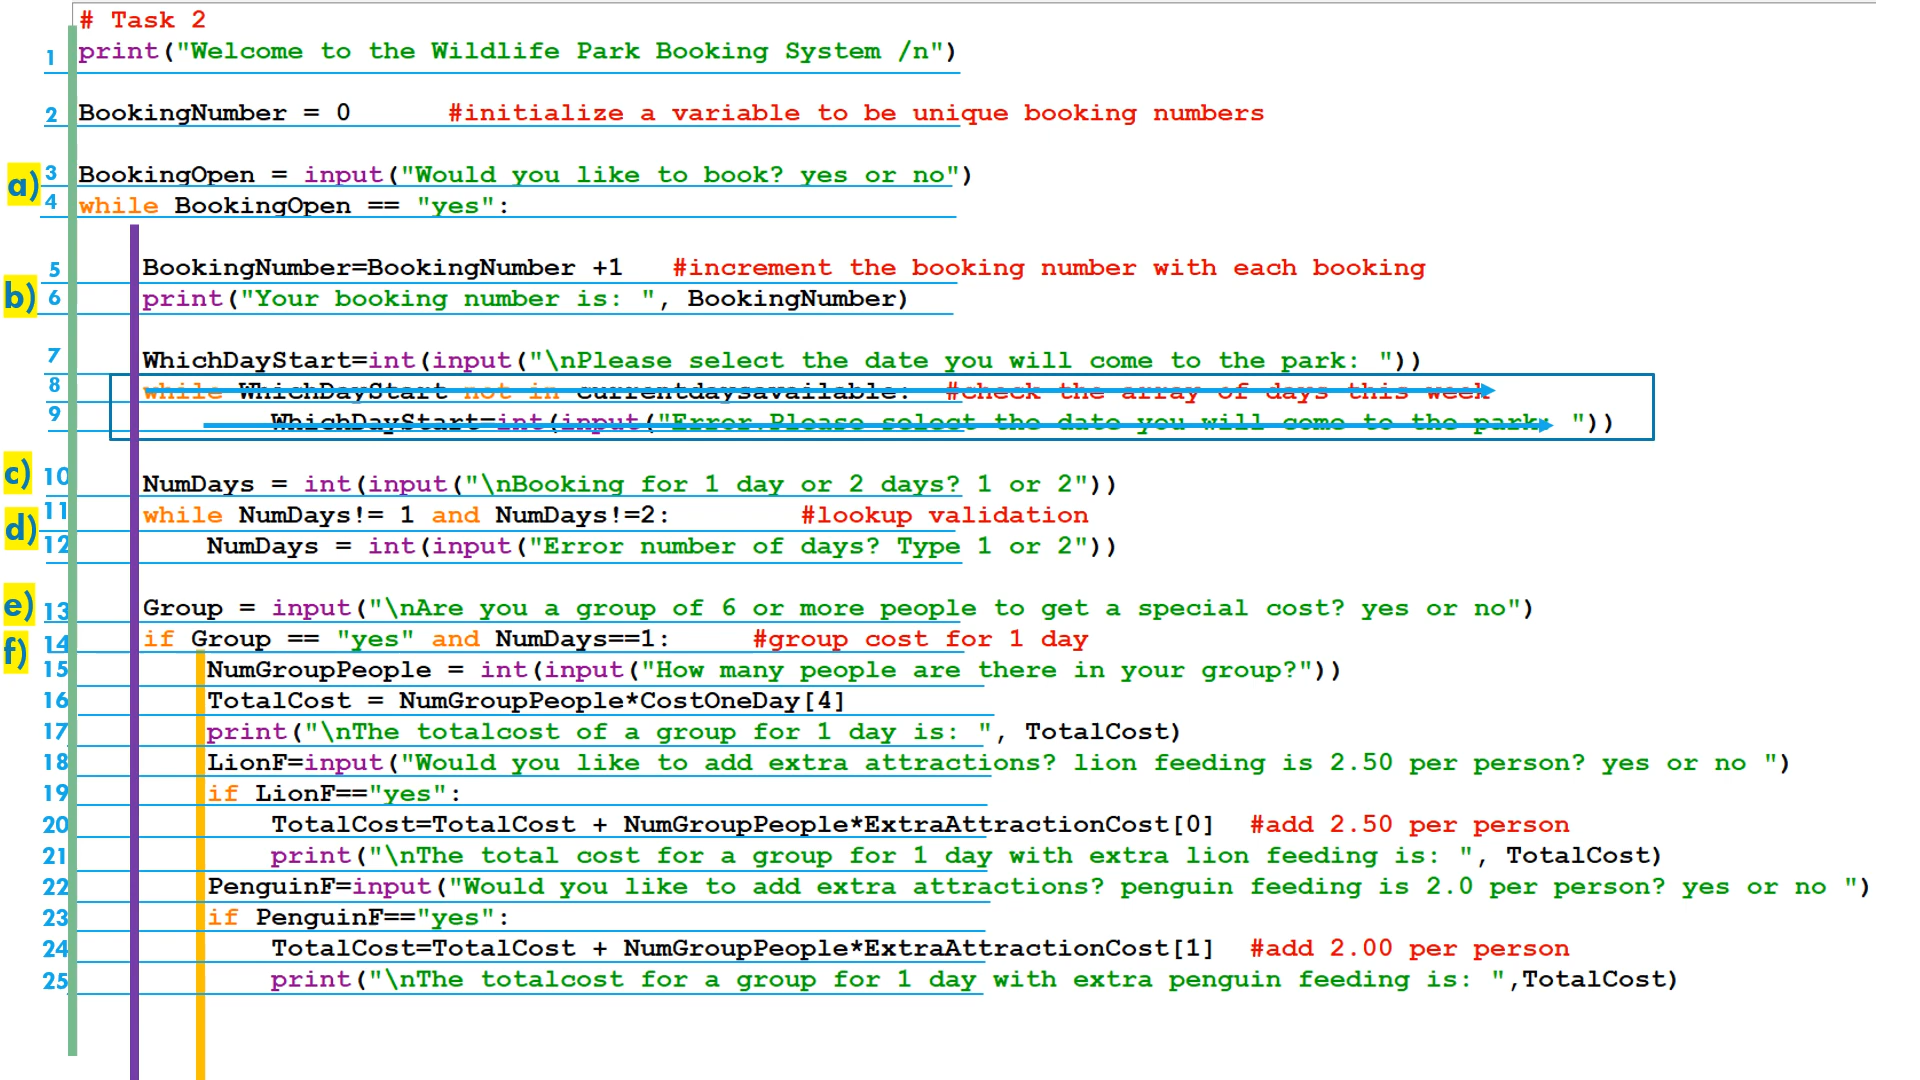 # Task 2
1 print("Welcome to the Wildlife Park Booking System /n")
2 BookingNumber = 0 #initialize a variable to be unique booking numbers
a) 3 BookingOpen = input("Would you like to book? yes or no")
4 while BookingOpen == "yes":
5 BookingNumber=BookingNumber +1 #increment the booking number with each booking
b) 6 print("Your booking number is: ", BookingNumber)
7 WhichDayStart=int(input("\nPlease select the date you will come to the park: "))
8 while WhichDayStart not in currentdaysavailable: #check the array of days this week
9 WhichDayStart=int(input("Error.Please select the date you will come to the park: "))
c) 10 NumDays = int(input("\nBooking for 1 day or 2 days? 1 or 2"))
d) 11 while NumDays!= 1 and NumDays!=2: #lookup validation
12 NumDays = int(input("Error number of days? Type 1 or 2"))
e) 13 Group = input("\nAre you a group of 6 or more people to get a special cost? yes or no")
f) 14 if Group == "yes" and NumDays==1: #group cost for 1 day
15 NumGroupPeople = int(input("How many people are there in your group?"))
16 TotalCost = NumGroupPeople*CostOneDay[4]
17 print("\nThe totalcost of a group for 1 day is: ", TotalCost)
18 LionF=input("Would you like to add extra attractions? lion feeding is 2.50 per person? yes or no ")
19 if LionF=="yes":
20 TotalCost=TotalCost + NumGroupPeople*ExtraAttractionCost[0] #add 2.50 per person
21 print("\nThe total cost for a group for 1 day with extra lion feeding is: ", TotalCost)
22 PenguinF=input("Would you like to add extra attractions? penguin feeding is 2.0 per person? yes or no ")
23 if PenguinF=="yes":
24 TotalCost=TotalCost + NumGroupPeople*ExtraAttractionCost[1] #add 2.00 per person
25 print("\nThe totalcost for a group for 1 day with extra penguin feeding is: ",TotalCost)